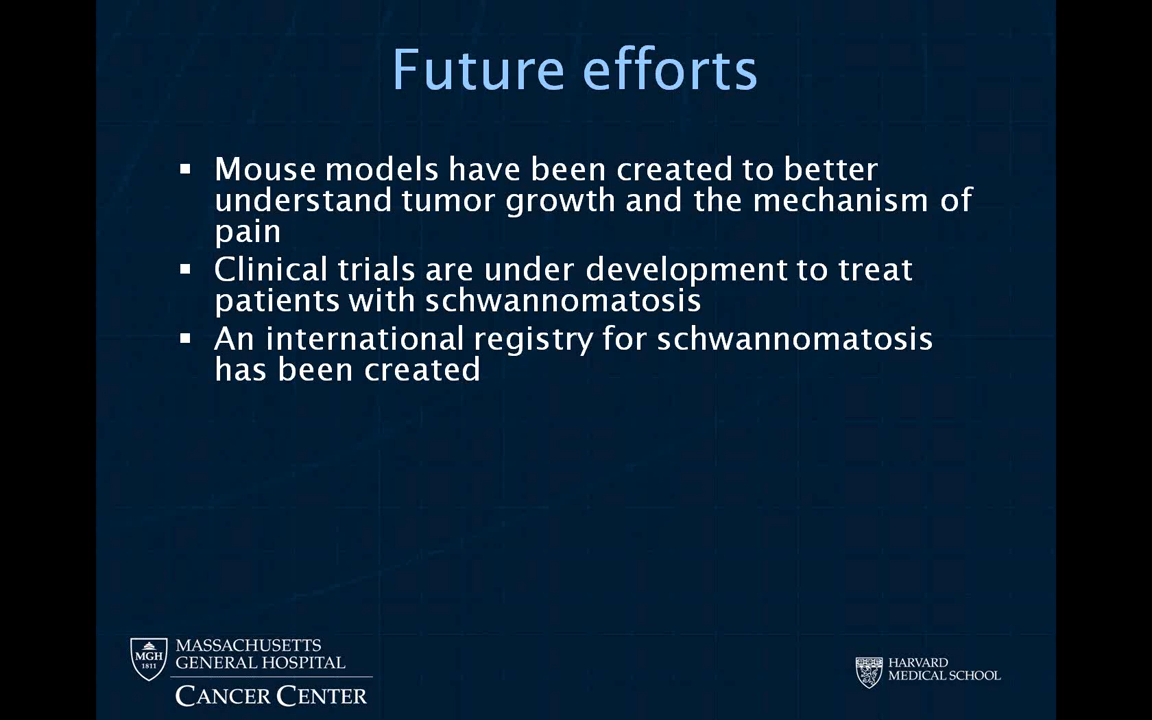 Future efforts
▪ Mouse models have been created to better
understand tumor growth and the mechanism of
pain
▪ Clinical trials are under development to treat
patients with schwannomatosis
▪ An international registry for schwannomatosis
has been created
MGH
1811
MASSACHUSETTS
GENERAL HOSPITAL
CANCER CENTER
HARVARD
MEDICAL SCHOOL